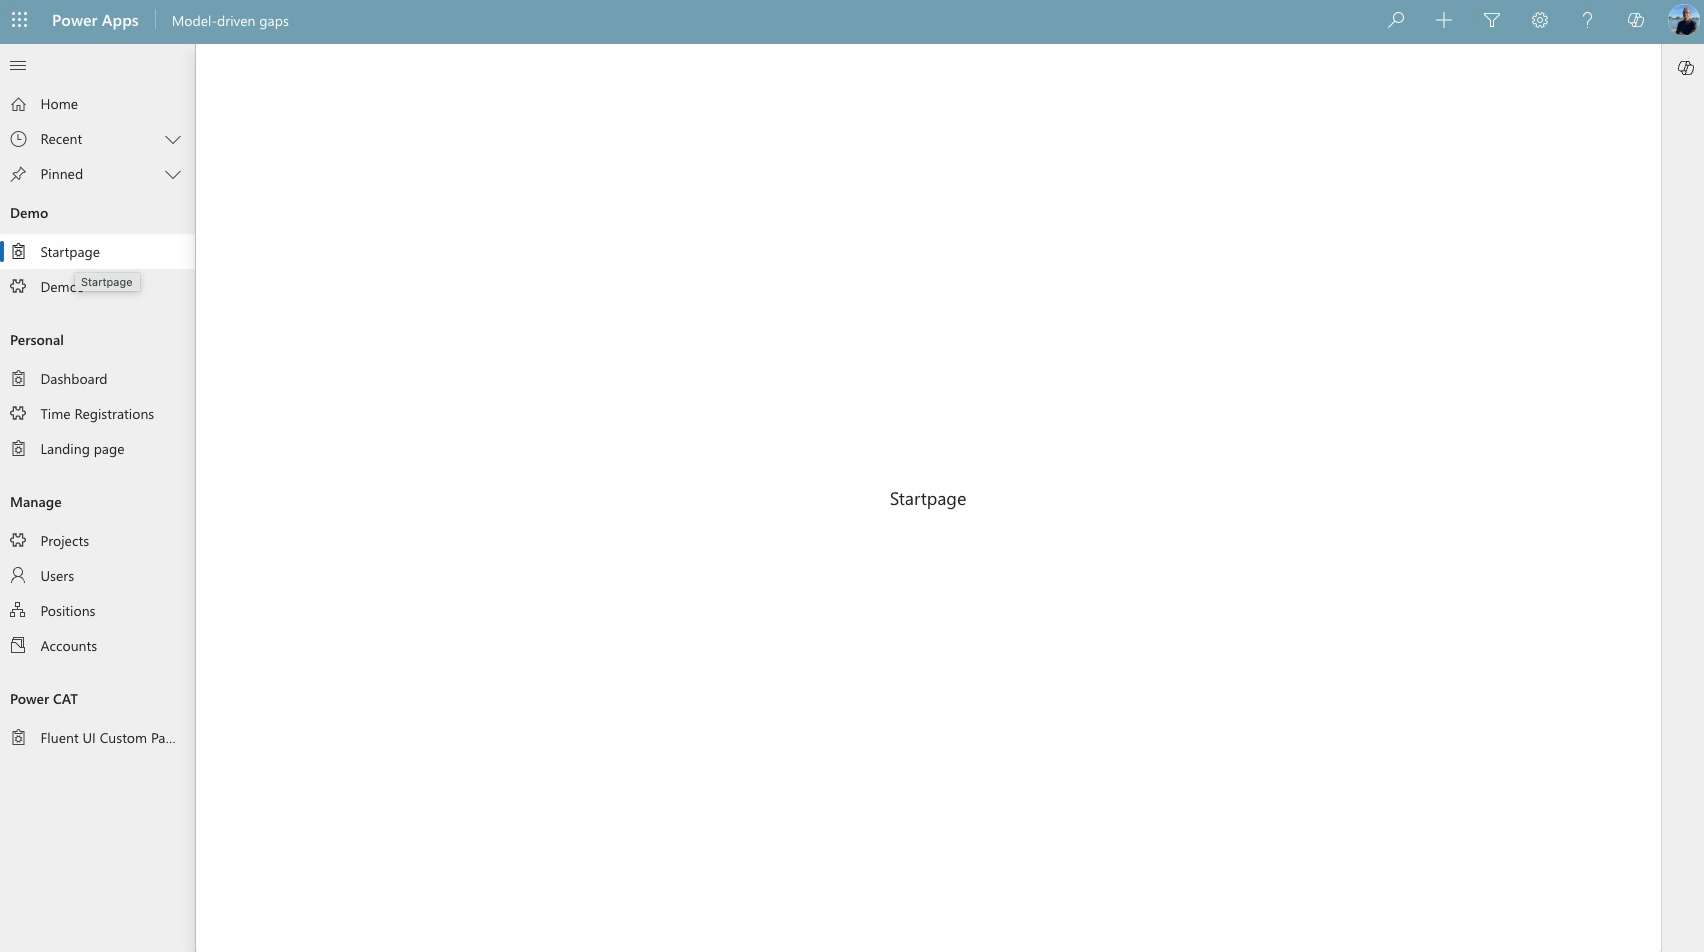 Power Apps
Model-driven gaps
Home
Recent
Pinned
Demo
Startpage
Startpage
Personal
Dashboard
Time Registrations
Landing page
Startpage
Manage
Projects
Users
Positions
Accounts
Power CAT
Fluent UI Custom Pa...